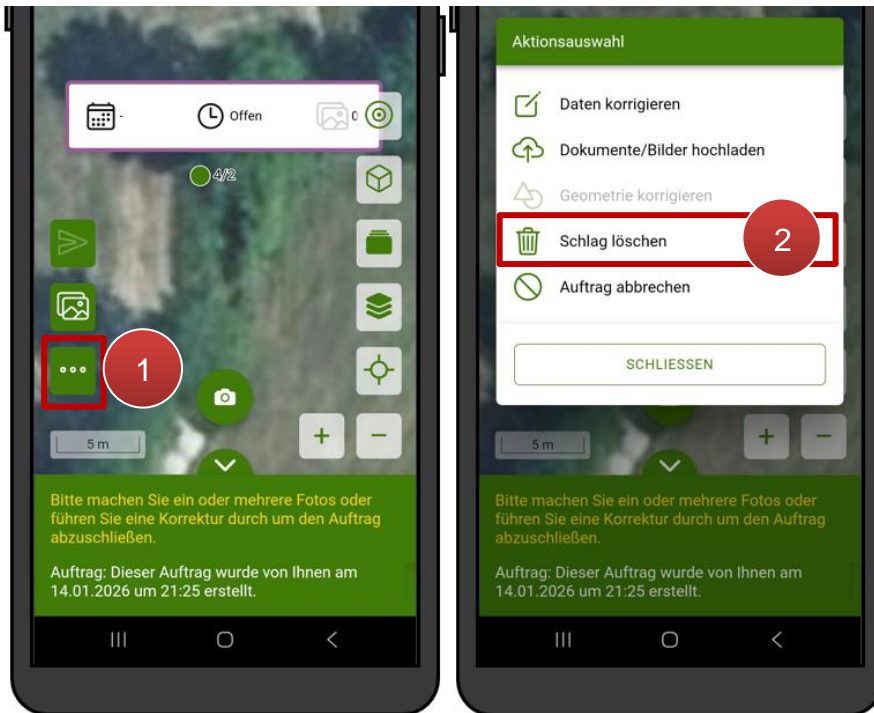 -
Offen
0
4/2
1
5 m
+
−
Bitte machen Sie ein oder mehrere Fotos oder
führen Sie eine Korrektur durch um den Auftrag
abzuschließen.
Auftrag: Dieser Auftrag wurde von Ihnen am
14.01.2026 um 21:25 erstellt.
Aktionsauswahl
Daten korrigieren
Dokumente/Bilder hochladen
Geometrie korrigieren
Schlag löschen
2
Auftrag abbrechen
SCHLIESSEN
5 m
+
−
Bitte machen Sie ein oder mehrere Fotos oder
führen Sie eine Korrektur durch um den Auftrag
abzuschließen.
Auftrag: Dieser Auftrag wurde von Ihnen am
14.01.2026 um 21:25 erstellt.